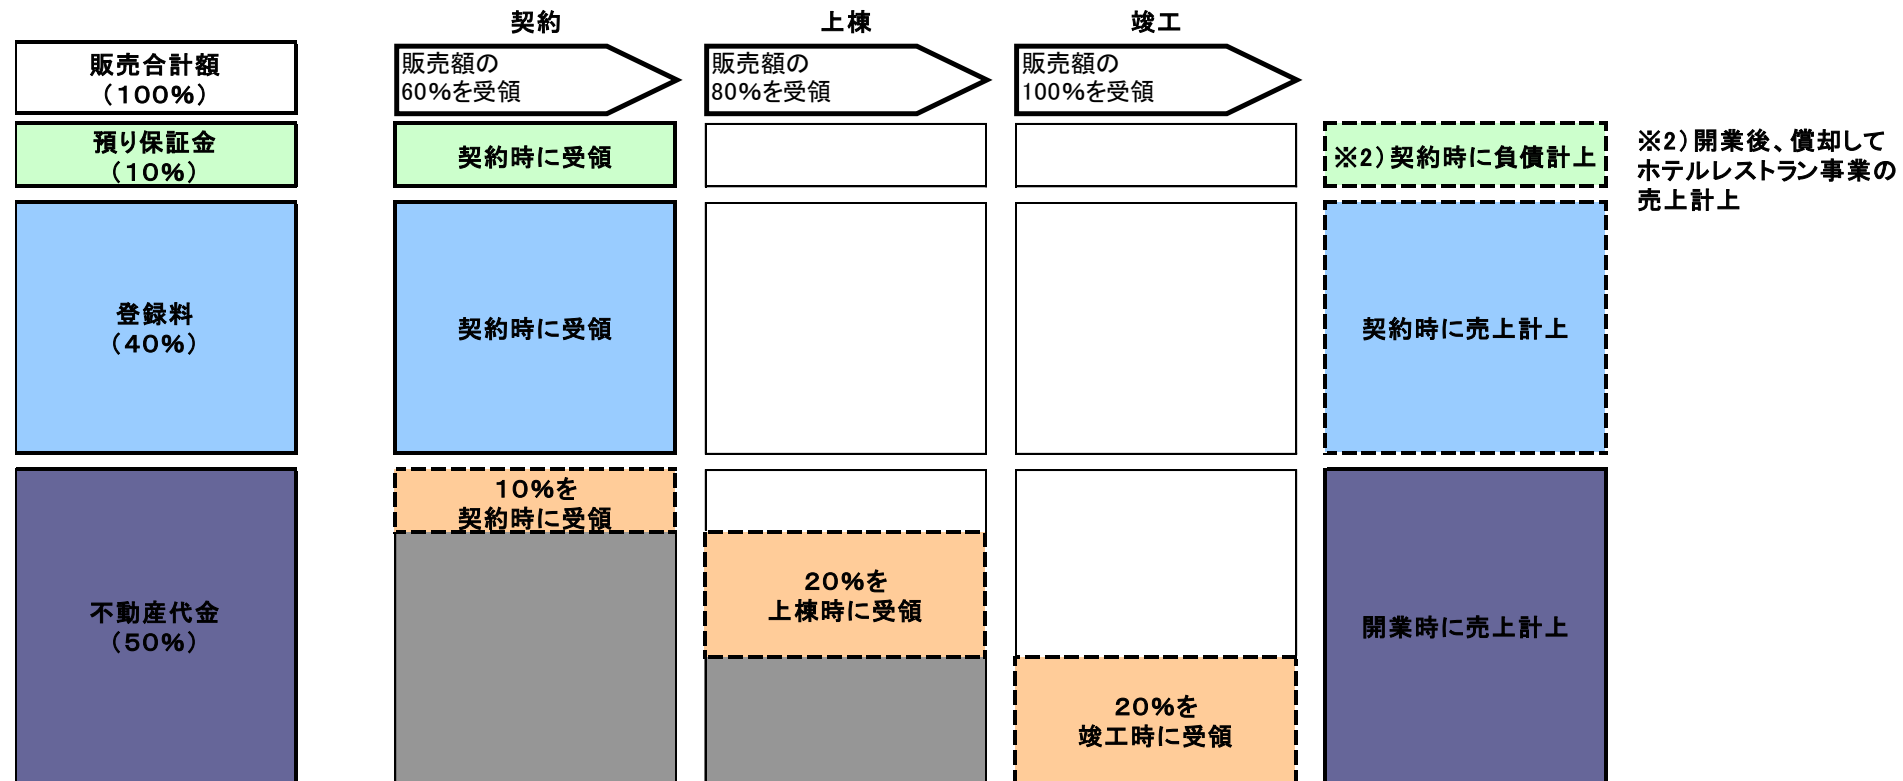 契約
上棟
竣工
販売合計額
（100%）
販売額の
60%を受領
販売額の
80%を受領
販売額の
100%を受領
預り保証金
（10%）
契約時に受領
※2）契約時に負債計上
※2）開業後、償却して
ホテルレストラン事業の
売上計上
登録料
（40%）
契約時に受領
契約時に売上計上
不動産代金
（50%）
10%を
契約時に受領
20%を
上棟時に受領
20%を
竣工時に受領
開業時に売上計上